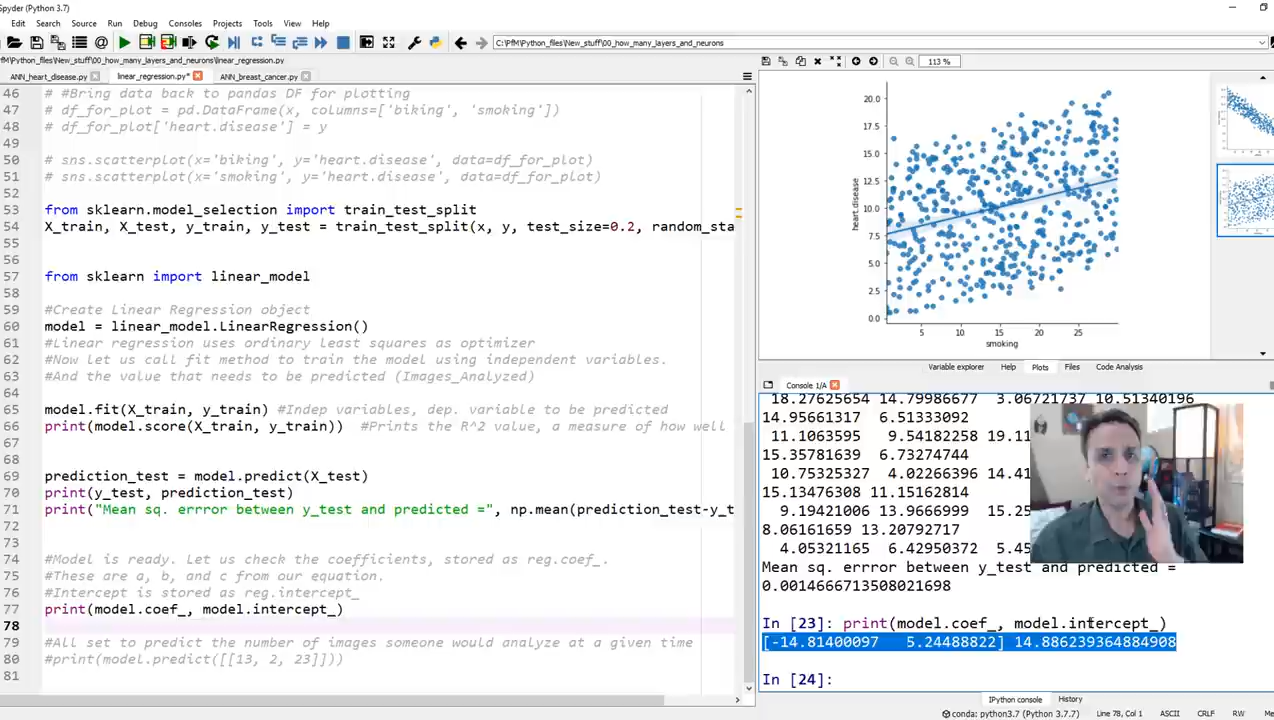 Spyder (Python 3.7)
Edit Search Source Run Debug Consoles Projects Tools View Help
C:\PfM\Python_files\New_stuff\00_how_many_layers_and_neurons
\PfM\Python_files\New_stuff\00_how_many_layers_and_neurons\linear_regression.py
ANN_heart_disease.py linear_regression.py* ANN_breast_cancer.py
46 # #Bring data back to pandas DF for plotting
47 # df_for_plot = pd.DataFrame(x, columns=['biking', 'smoking'])
48 # df_for_plot['heart.disease'] = y
50 # sns.scatterplot(x='biking', y='heart.disease', data=df_for_plot)
51 # sns.scatterplot(x='smoking', y='heart.disease', data=df_for_plot)
52
53 from sklearn.model_selection import train_test_split
54 X_train, X_test, y_train, y_test = train_test_split(x, y, test_size=0.2, random_sta
56
57 from sklearn import linear_model
58
59 #Create Linear Regression object
60 model = linear_model.LinearRegression()
61 #Linear regression uses ordinary least squares as optimizer
62 #Now let us call fit method to train the model using independent variables.
63 #And the value that needs to be predicted (Images_Analyzed)
64
65 model.fit(X_train, y_train) #Indep variables, dep. variable to be predicted
66 print(model.score(X_train, y_train)) #Prints the R^2 value, a measure of how well
67
68
69 prediction_test = model.predict(X_test)
70 print(y_test, prediction_test)
71 print("Mean sq. errror between y_test and predicted =", np.mean(prediction_test-y_t
72
73
74 #Model is ready. Let us check the coefficients, stored as reg.coef_.
75 #These are a, b, and c from our equation.
76 #Intercept is stored as reg.intercept_
77 print(model.coef_, model.intercept_)
78
79 #All set to predict the number of images someone would analyze at a given time
80 #print(model.predict([[13, 2, 23]]))
81
113 %
20.0
17.5
15.0
12.5
10.0
7.5
5.0
2.5
0.0
heart.disease
5 10 15 20 25
smoking
Variable explorer Help Plots Files Code Analysis
Console 1/A
18.27625654 14.79986677 3.06721737 10.51340196
14.95661317 6.51333092
11.1063595 9.54182258 19.11
15.35781389 6.73274744
10.75325327 4.02266396 14.41
15.13476308 11.15162814
9.19421006 13.9666999 15.25
8.06161659 13.20792717
4.05321165 6.42950372 5.45
Mean sq. errror between y_test and predicted =
0.0014666713508021698
In [23]: print(model.coef_, model.intercept_)
[-14.81400097 5.24488822] 14.886239364884908
In [24]:
IPython console History
conda: python3.7 (Python 3.7.7) Line 78, Col 1 ASCII CRLF RW